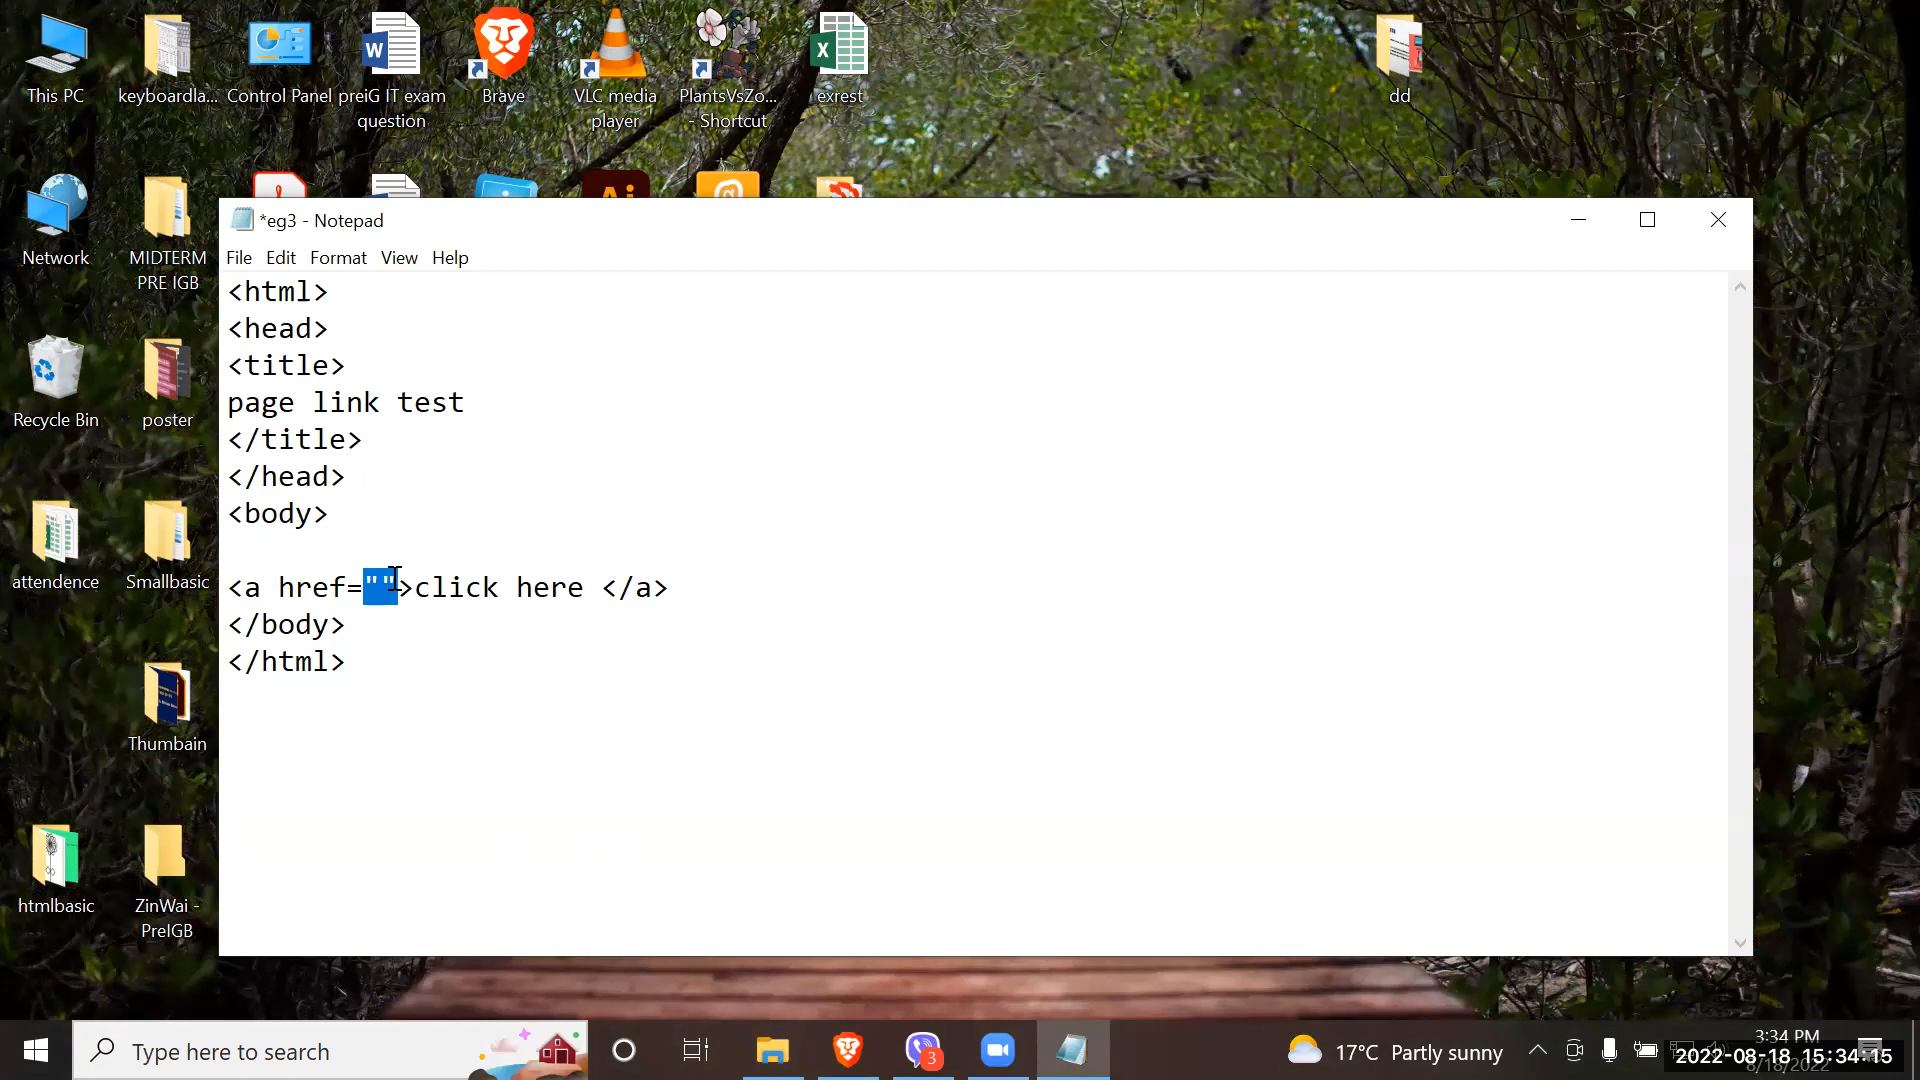 This PC
keyboardla...
Control Panel
preiG IT exam
question
Brave
VLC media
player
PlantsVsZo...
- Shortcut
exrest
dd
Network
MIDTERM
PRE IGB
Recycle Bin
poster
attendence
Smallbasic
Thumbain
htmlbasic
ZinWai -
PreIGB
*eg3 - Notepad
File Edit Format View Help
<html>
<head>
<title>
page link test
</title>
</head>
<body>
<a href="">click here </a>
</body>
</html>
Type here to search
3
17°C Partly sunny
3:34 PM
2022-08-18 15:34:15
8/18/2022